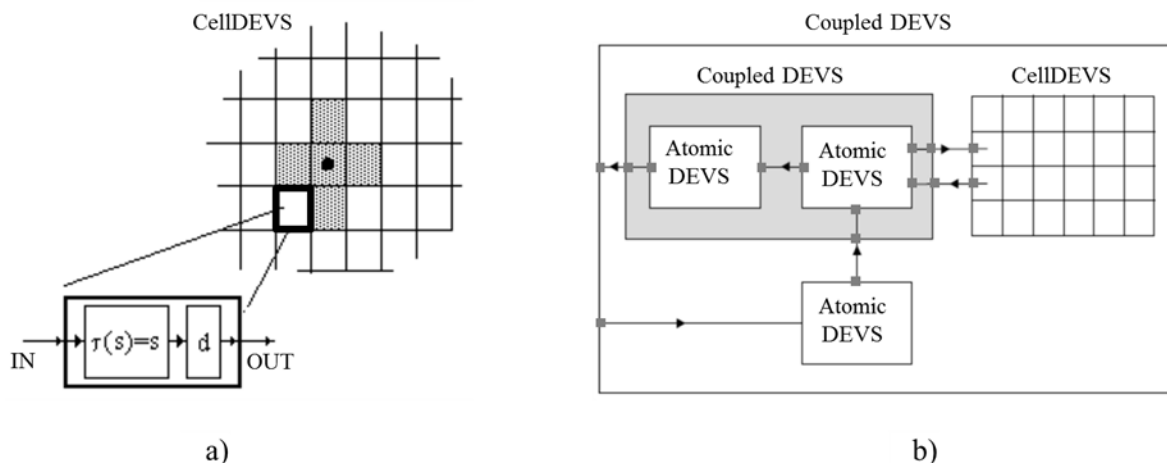 CellDEVS
IN
τ(s)=s
d
OUT
a)
Coupled DEVS
Coupled DEVS
CellDEVS
Atomic
DEVS
Atomic
DEVS
Atomic
DEVS
b)